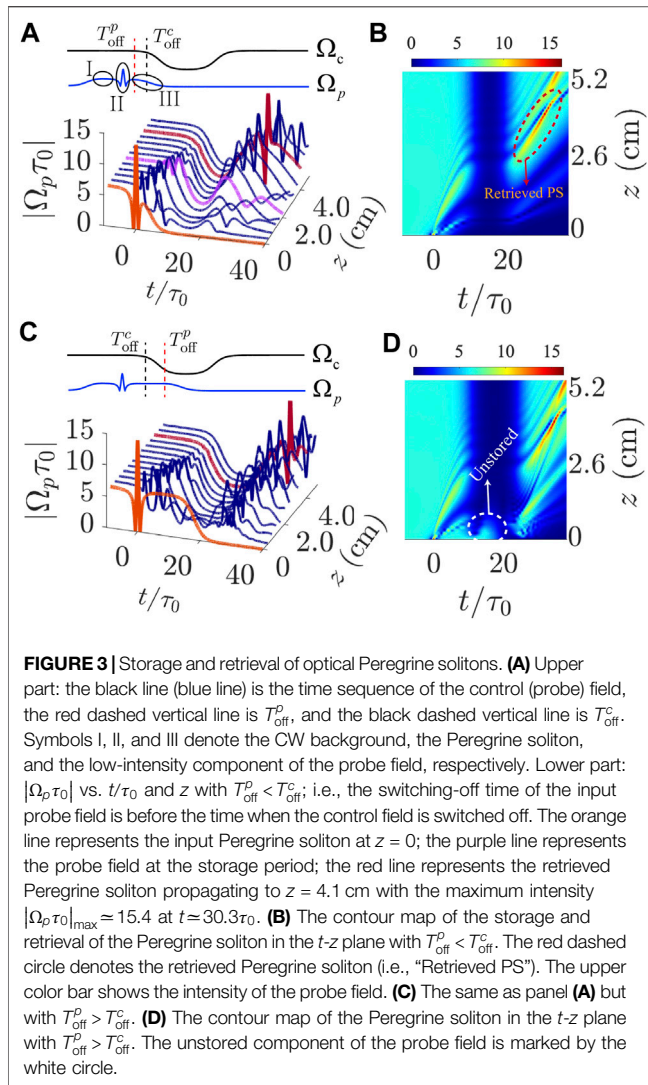 A
T^p_off T^c_off
Ω_c
I
Ω_p
II III
15
10
5
0
|Ω_p τ_0|
0 20 40
t/τ_0
0 2.0 4.0
z (cm)
B
0 5 10 15
5.2
2.6
0
z (cm)
Retrieved PS
0 20
t/τ_0
C
T^c_off T^p_off
Ω_c
Ω_p
15
10
5
0
|Ω_p τ_0|
0 20 40
t/τ_0
0 2.0 4.0
z (cm)
D
0 5 10 15
5.2
2.6
0
z (cm)
Unstored
0 20
t/τ_0
FIGURE 3 | Storage and retrieval of optical Peregrine solitons. (A) Upper
part: the black line (blue line) is the time sequence of the control (probe) field,
the red dashed vertical line is T^p_off, and the black dashed vertical line is T^c_off.
Symbols I, II, and III denote the CW background, the Peregrine soliton,
and the low-intensity component of the probe field, respectively. Lower part:
|Ω_p τ_0| vs. t/τ_0 and z with T^p_off < T^c_off; i.e., the switching-off time of the input
probe field is before the time when the control field is switched off. The orange
line represents the input Peregrine soliton at z = 0; the purple line represents
the probe field at the storage period; the red line represents the retrieved
Peregrine soliton propagating to z = 4.1 cm with the maximum intensity
|Ω_p τ_0|_max ≃ 15.4 at t ≃ 30.3τ_0. (B) The contour map of the storage and
retrieval of the Peregrine soliton in the t-z plane with T^p_off < T^c_off. The red dashed
circle denotes the retrieved Peregrine soliton (i.e., “Retrieved PS”). The upper
color bar shows the intensity of the probe field. (C) The same as panel (A) but
with T^p_off > T^c_off. (D) The contour map of the Peregrine soliton in the t-z plane
with T^p_off > T^c_off. The unstored component of the probe field is marked by the
white circle.